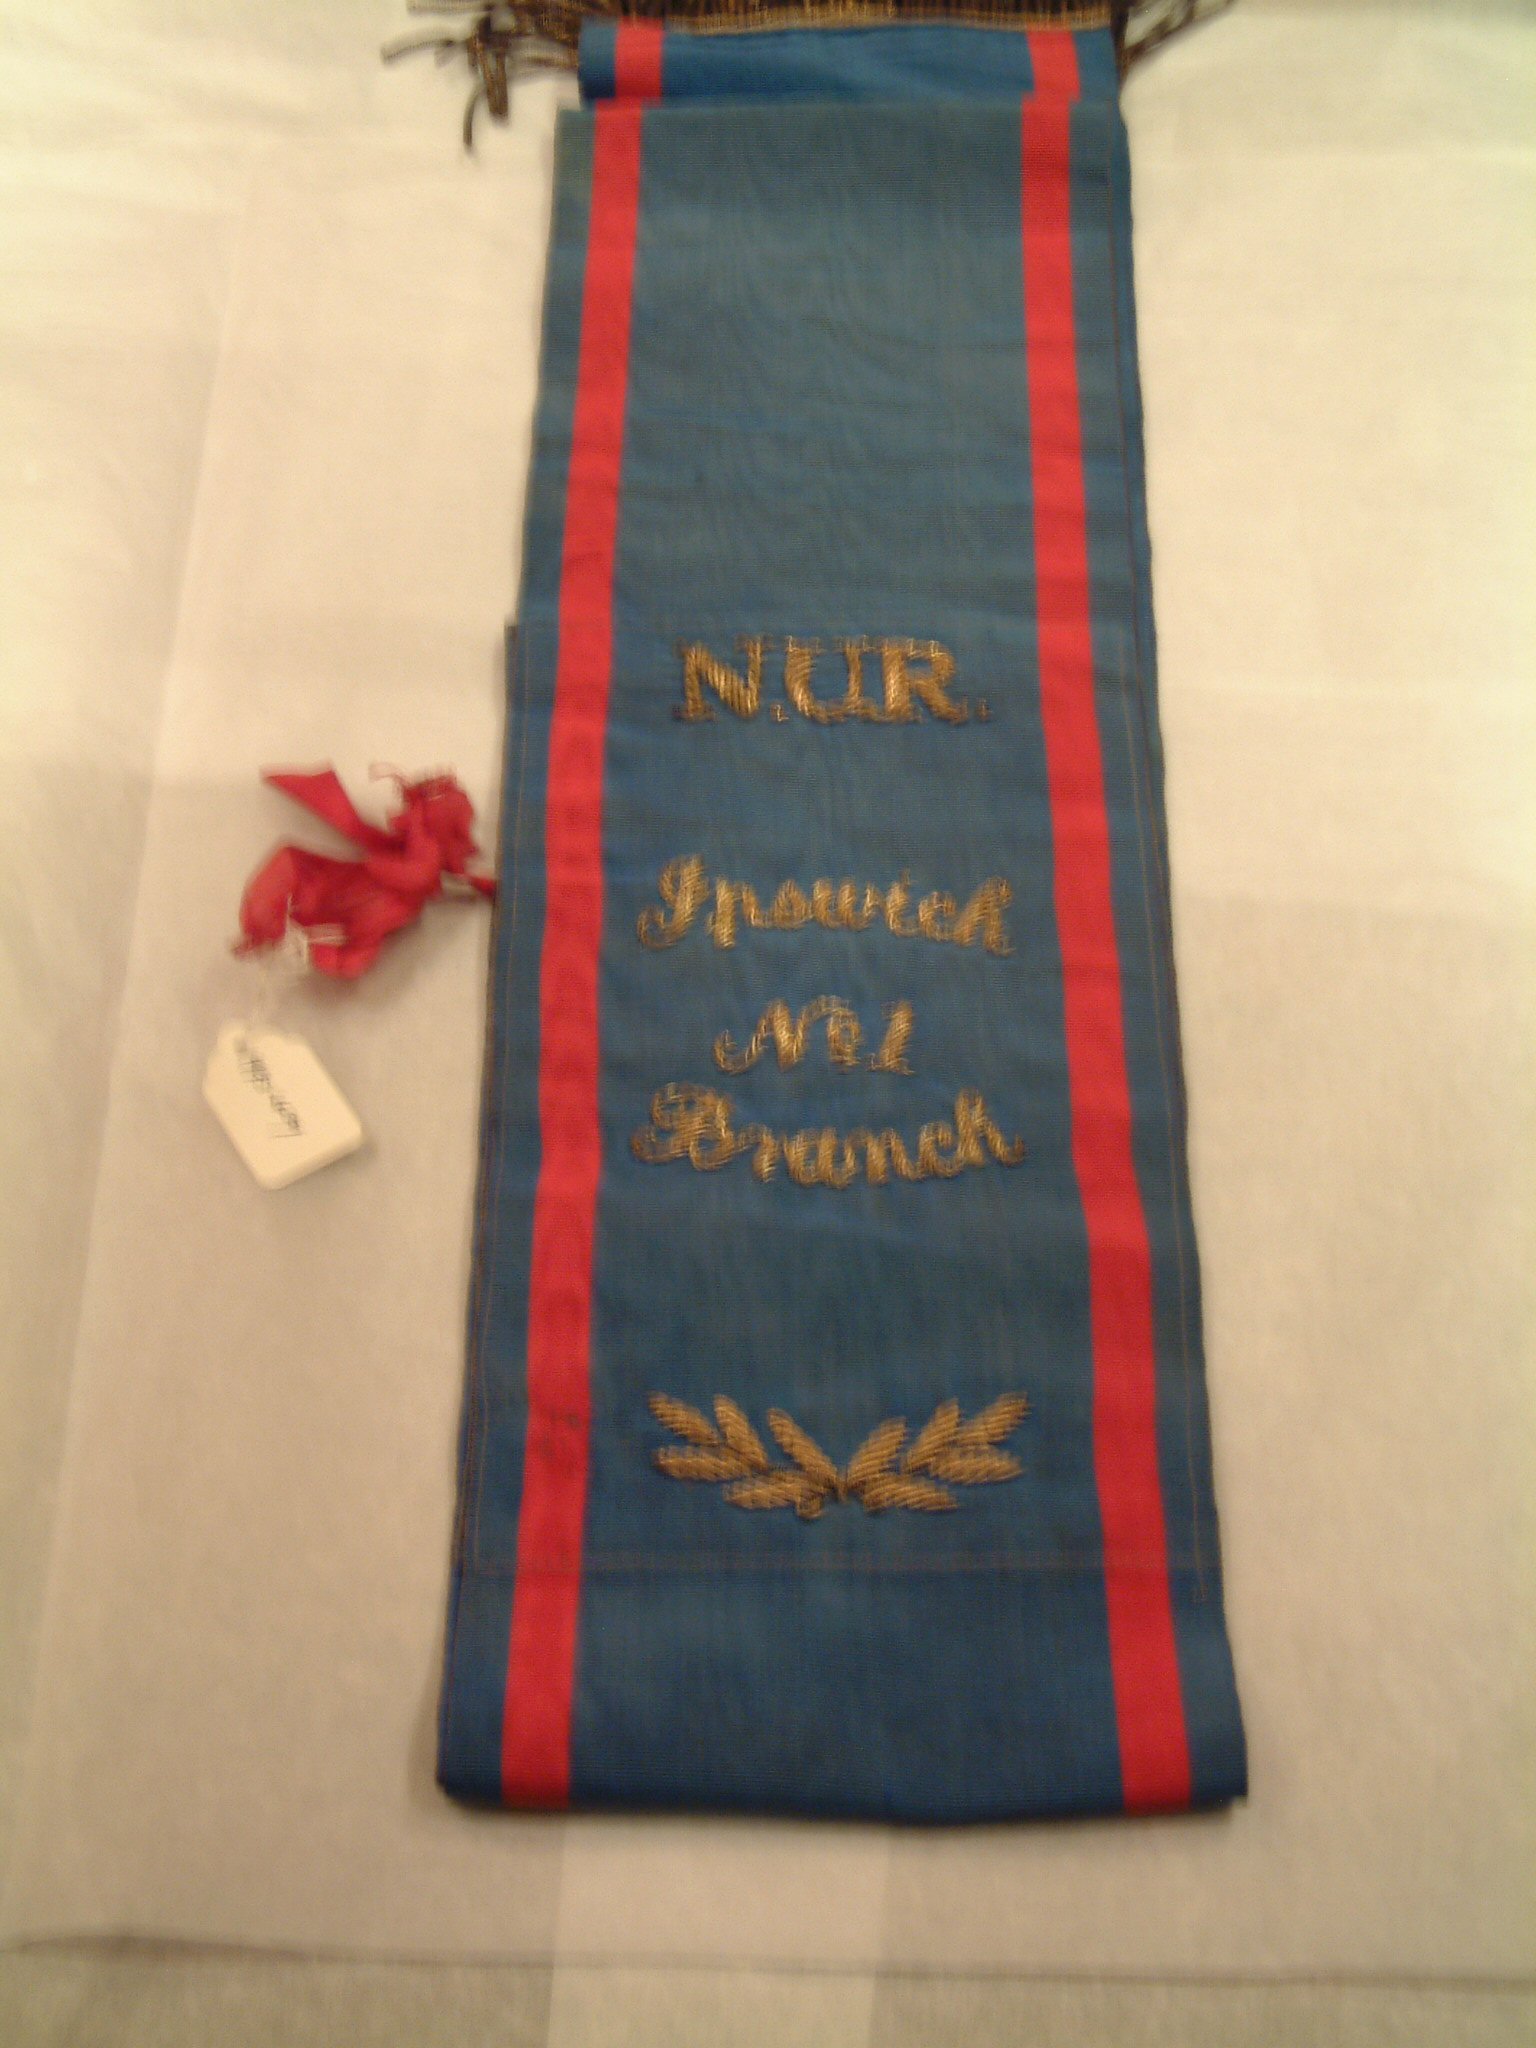 N.U.R.
Ipswich
No 1
Branch